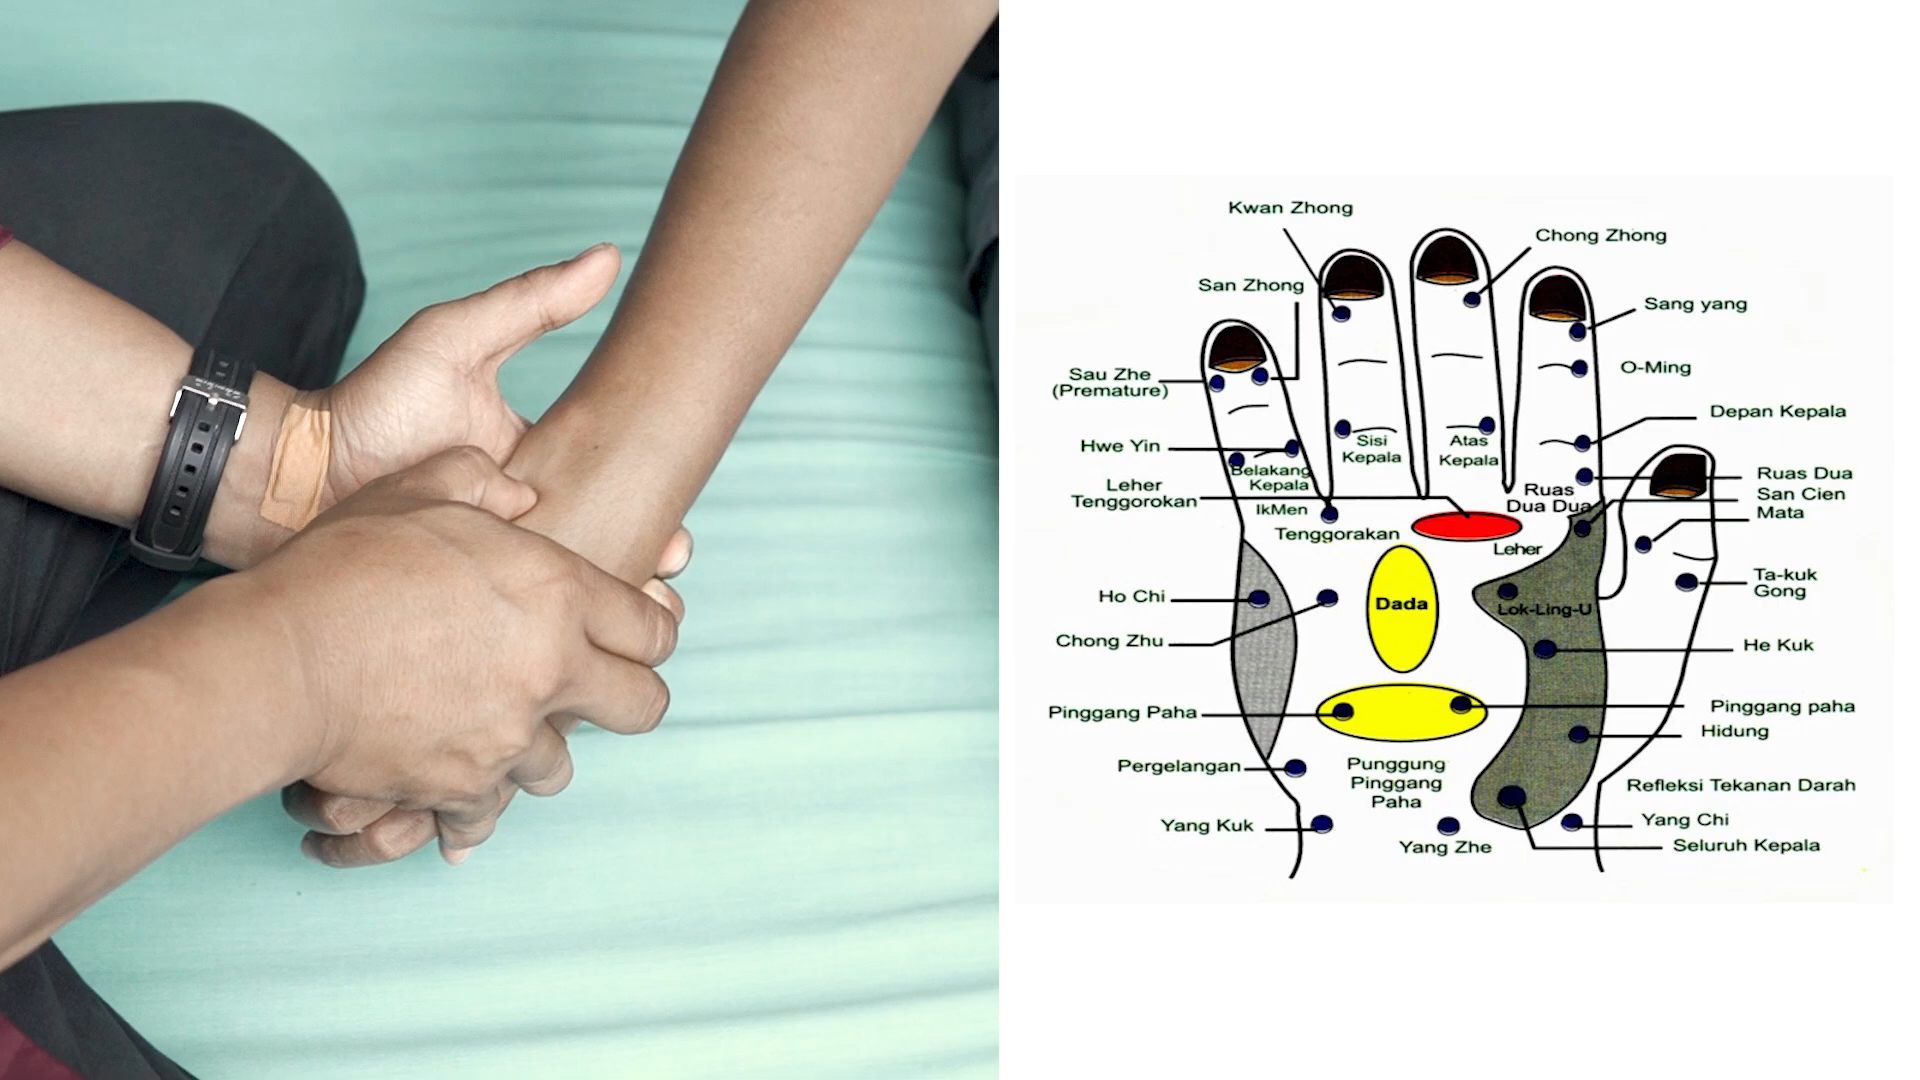 Kwan Zhong
Chong Zhong
San Zhong
Sang yang
Sau Zhe
(Premature)
O-Ming
Depan Kepala
Hwe Yin
Sisi
Kepala
Atas
Kepala
Belakang
Kepala
Leher
Tenggorokan
Ruas Dua
Ruas
Dua Dua
San Cien
Mata
IkMen
Tenggorakan
Leher
Ta-kuk
Gong
Ho Chi
Dada
Lok-Ling-U
Chong Zhu
He Kuk
Pinggang Paha
Pinggang paha
Hidung
Pergelangan
Punggung
Pinggang
Paha
Refleksi Tekanan Darah
Yang Kuk
Yang Zhe
Yang Chi
Seluruh Kepala